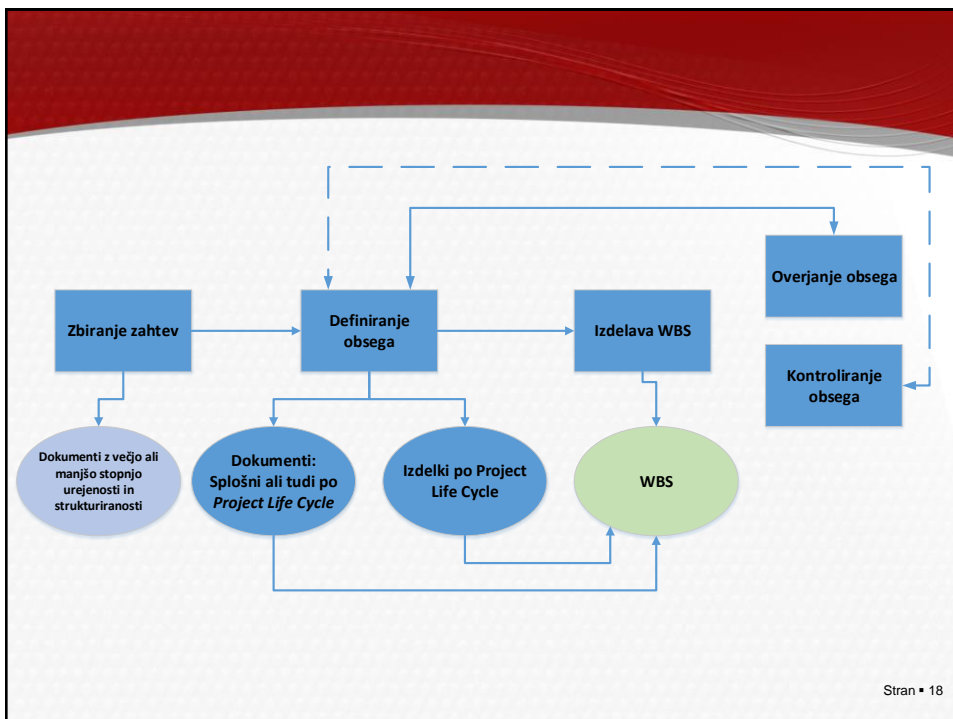 Overjanje obsega
Zbiranje zahtev
Definiranje
obsega
Izdelava WBS
Kontroliranje
obsega
Dokumenti z večjo ali
manjšo stopnjo
urejenosti in
strukturiranosti
Dokumenti:
Splošni ali tudi po
Project Life Cycle
Izdelki po Project
Life Cycle
WBS
Stran ▪ 18